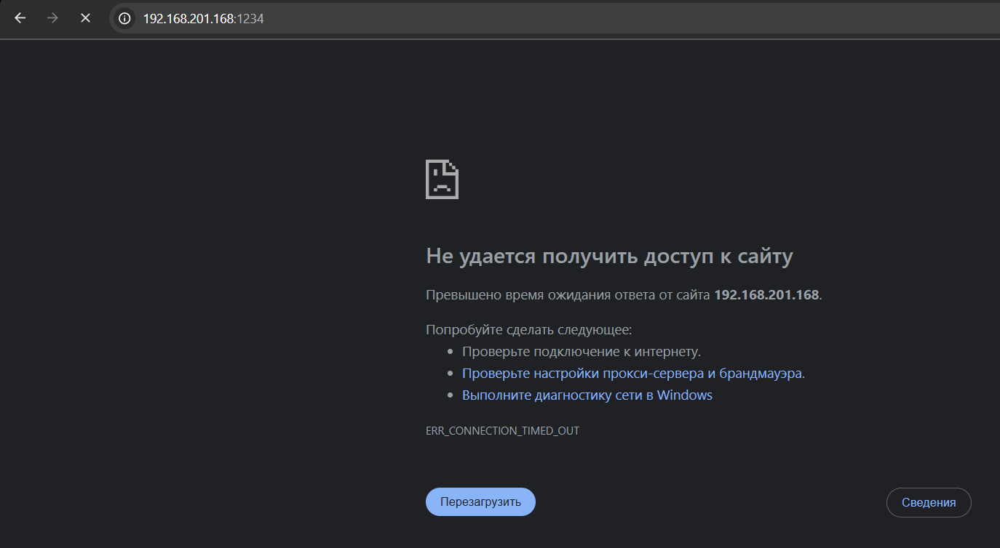 192.168.201.168:1234
Не удается получить доступ к сайту
Превышено время ожидания ответа от сайта 192.168.201.168.
Попробуйте сделать следующее:
Проверьте подключение к интернету.
Проверьте настройки прокси-сервера и брандмауэра.
Выполните диагностику сети в Windows
ERR_CONNECTION_TIMED_OUT
Перезагрузить
Сведения